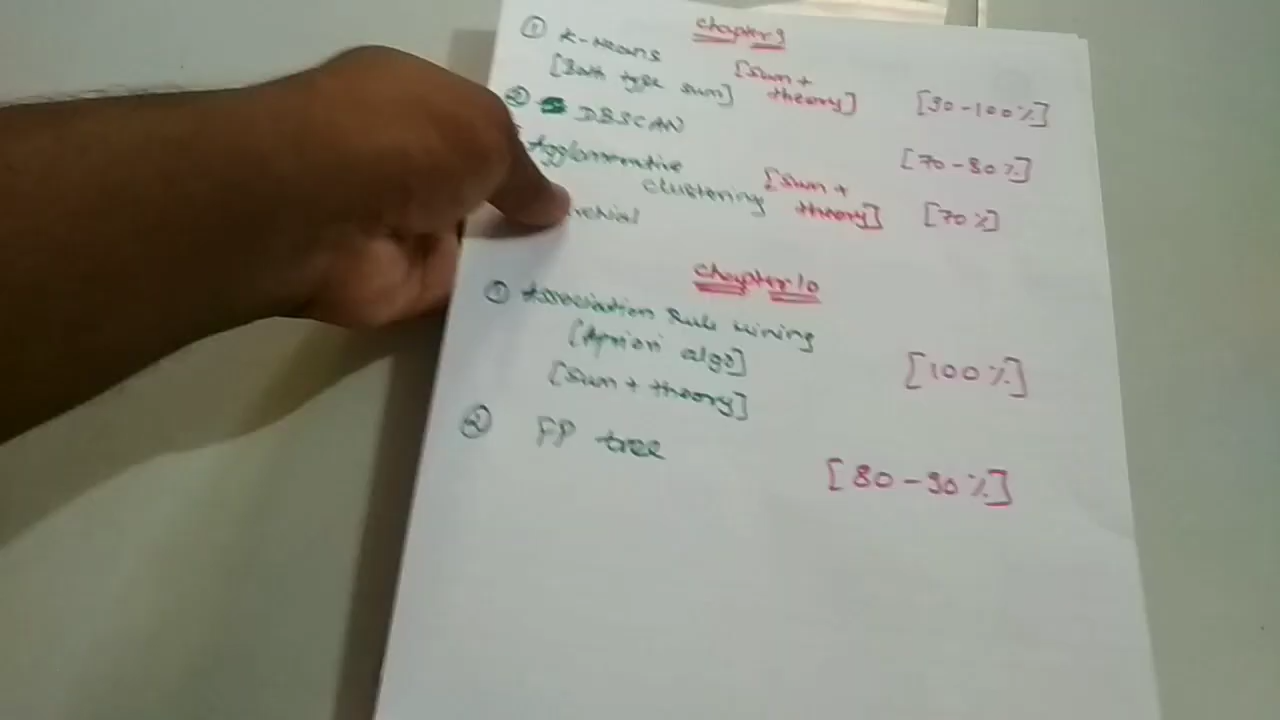 Chapter 9
① K-Means
[Both type sum] [Sum + theory] [90-100%]
② DBSCAN [70-80%]
Agglomerative clustering [Sum + theory] [70%]
archial
Chapter 10
① Association Rule mining
[Apriori algo] [100%]
[Sum + theory]
② FP tree
[80-90%]